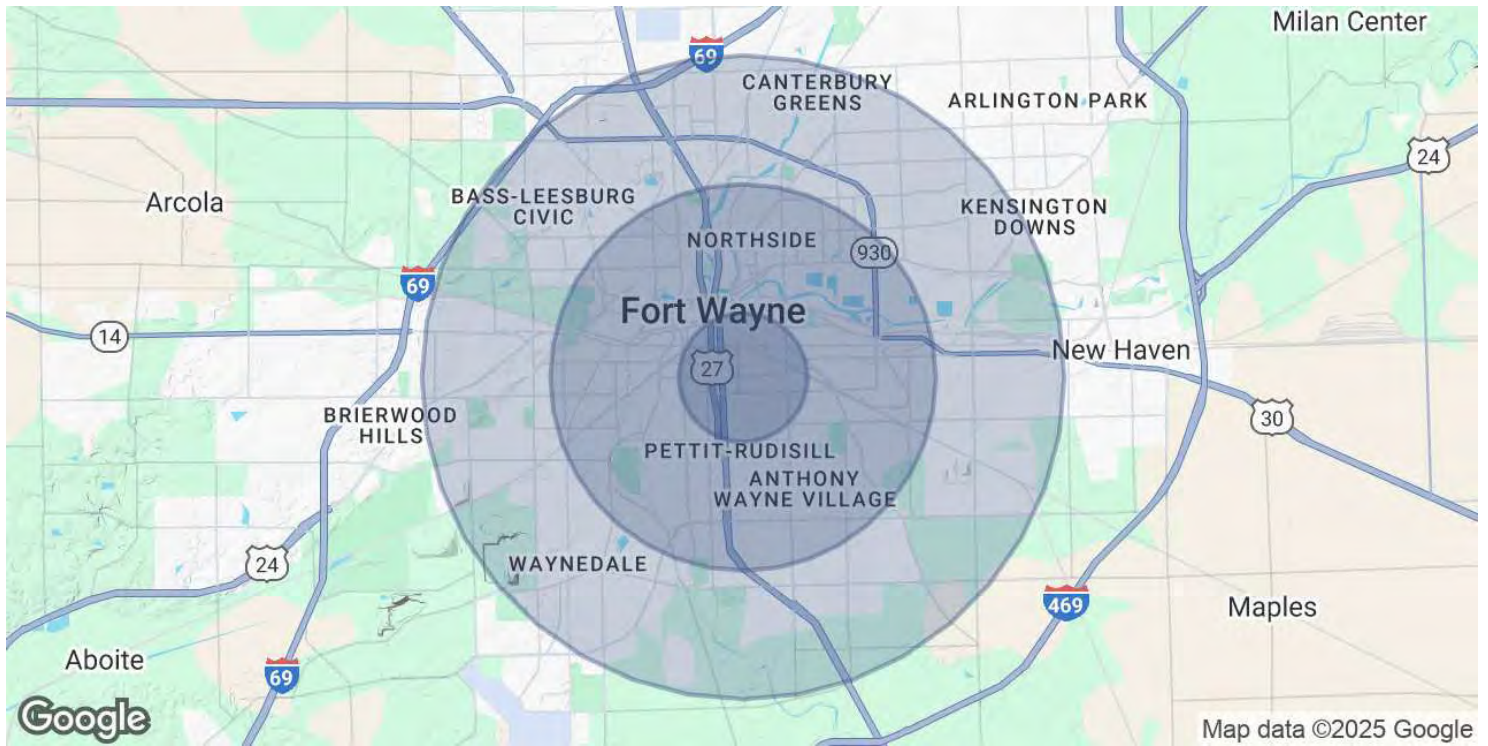 Milan Center
69
CANTERBURY
GREENS
ARLINGTON PARK
24
Arcola
BASS-LEESBURG
CIVIC
KENSINGTON
DOWNS
NORTHSIDE
930
69
Fort Wayne
14
New Haven
27
BRIERWOOD
HILLS
30
PETTIT-RUDISILL
ANTHONY
WAYNE VILLAGE
24
WAYNEDALE
469
Maples
Aboite
69
Google
Map data ©2025 Google